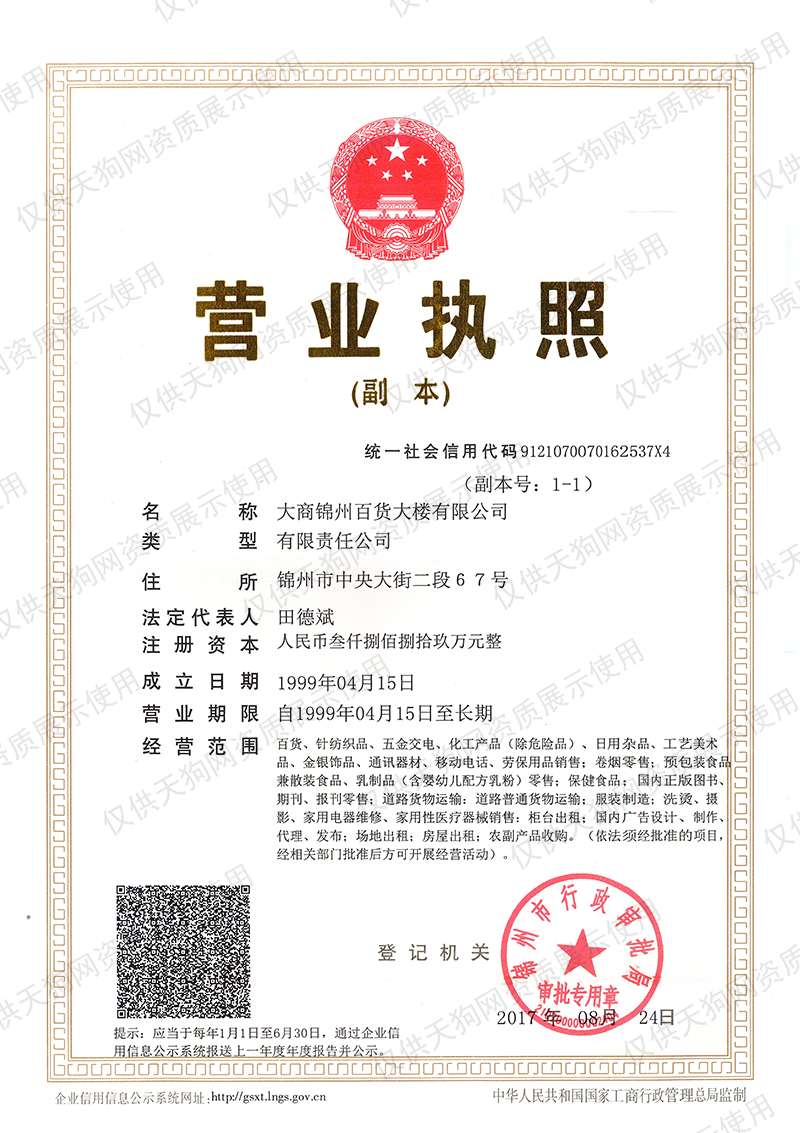 营业执照
(副 本)
统一社会信用代码9121070070162537X4
（副本号：1-1）
名 称 大商锦州百货大楼有限公司
类 型 有限责任公司
住 所 锦州市中央大街二段67号
法定代表人 田德斌
注 册 资 本 人民币叁仟捌佰捌拾玖万元整
成 立 日 期 1999年04月15日
营 业 期 限 自1999年04月15日至长期
经 营 范 围 百货、针纺织品、五金交电、化工产品（除危险品）、日用杂品、工艺美术
品、金银饰品、通讯器材、移动电话、劳保用品销售；卷烟零售；预包装食品
兼散装食品、乳制品（含婴幼儿配方乳粉）零售；保健食品；国内正版图书、
期刊、报刊零售；道路货物运输：道路普通货物运输；服装制造；洗烫、摄
影、家用电器维修、家用性医疗器械销售；柜台出租；国内广告设计、制作、
代理、发布；场地出租；房屋出租；农副产品收购。（依法须经批准的项目，
经相关部门批准后方可开展经营活动）。
登 记 机 关
锦州市行政审批局
审批专用章
2017 年 08月 24日
提示：应当于每年1月1日至6月30日，通过企业信
用信息公示系统报送上一年度年度报告并公示。
企业信用信息公示系统网址:http://gsxt.lngs.gov.cn
中华人民共和国国家工商行政管理总局监制
仅供天狗网资质展示使用